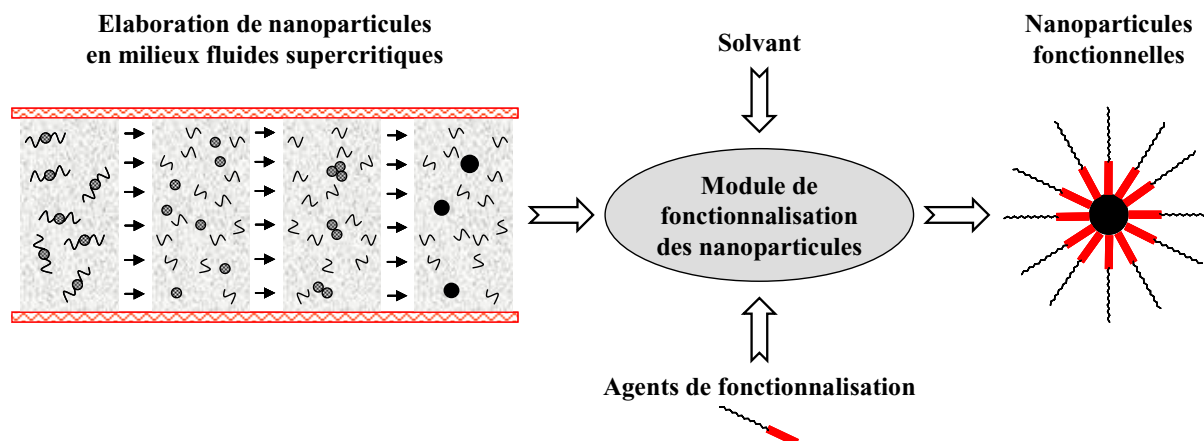 Elaboration de nanoparticules
en milieux fluides supercritiques
Solvant
Nanoparticules
fonctionnelles
Module de
fonctionnalisation
des nanoparticules
Agents de fonctionnalisation